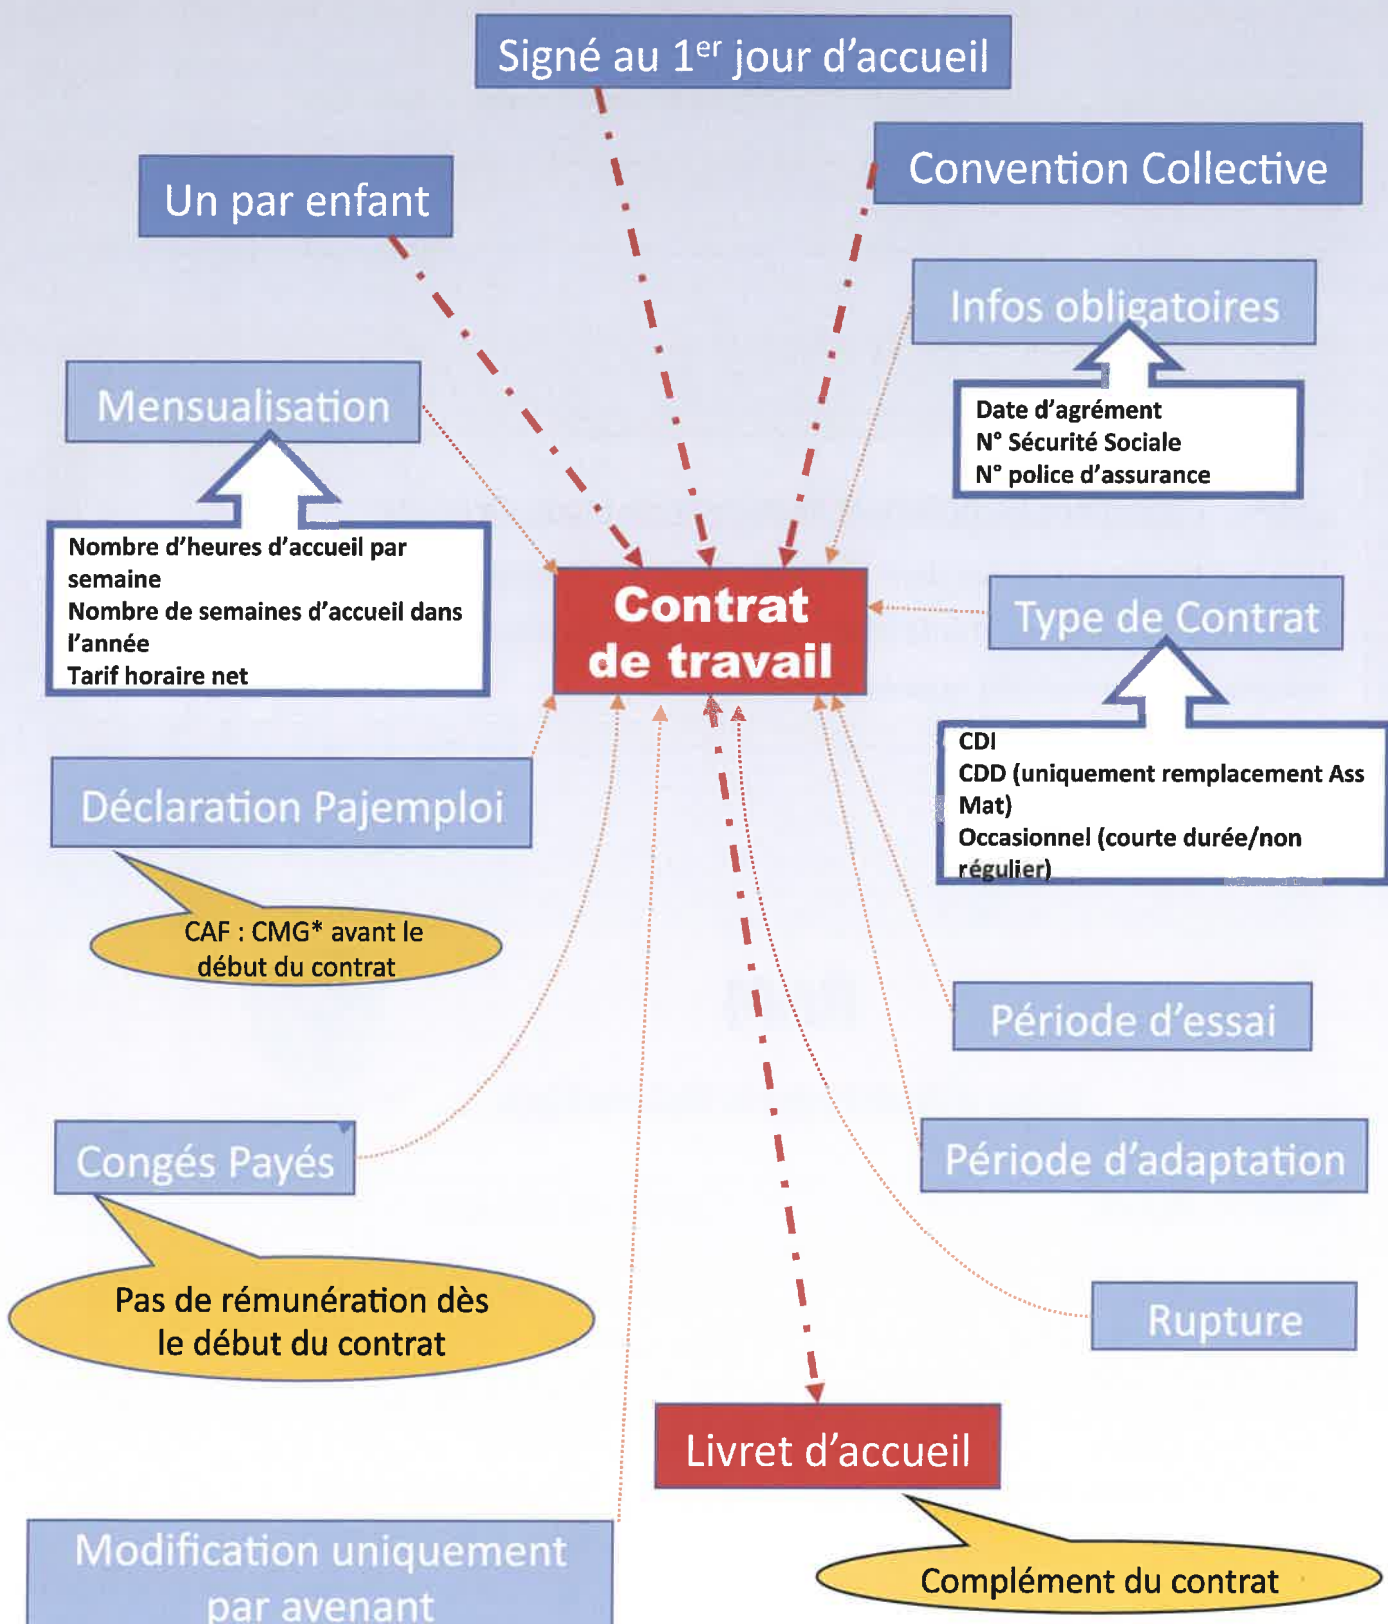 Signé au 1er jour d'accueil
Convention Collective
Un par enfant
Infos obligatoires
Date d'agrément
N° Sécurité Sociale
N° police d'assurance
Mensualisation
Nombre d'heures d'accueil par
semaine
Nombre de semaines d'accueil dans
l'année
Tarif horaire net
Contrat
de travail
Type de Contrat
CDI
CDD (uniquement remplacement Ass
Mat)
Occasionnel (courte durée/non
régulier)
Déclaration Pajemploi
CAF : CMG* avant le
début du contrat
Période d'essai
Congés Payés
Période d'adaptation
Pas de rémunération dès
le début du contrat
Rupture
Livret d'accueil
Complément du contrat
Modification uniquement
par avenant